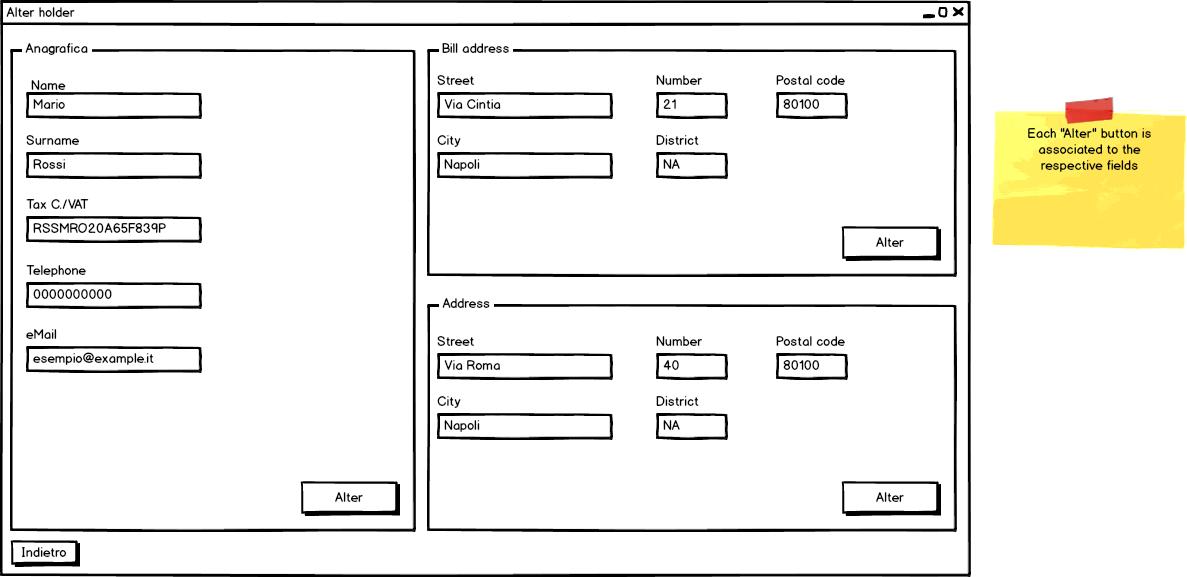 Alter holder
Anagrafica
Name
Mario
Surname
Rossi
Tax C./VAT
RSSMRO20A65F839P
Telephone
0000000000
eMail
esempio@example.it
Alter
Bill address
Street Number Postal code
Via Cintia 21 80100
City District
Napoli NA
Alter
Address
Street Number Postal code
Via Roma 40 80100
City District
Napoli NA
Alter
Indietro
Each "Alter" button is
associated to the
respective fields